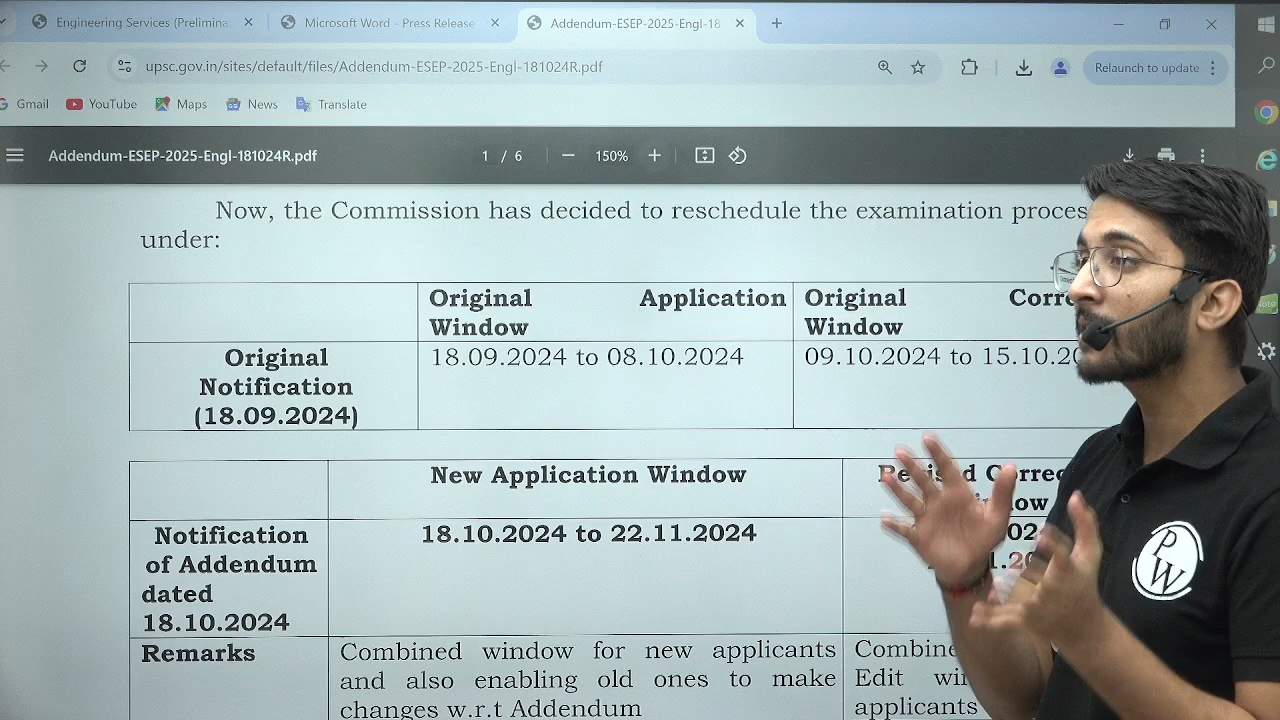 Engineering Services (Prelimina
Microsoft Word - Press Release
Addendum-ESEP-2025-Engl-18
upsc.gov.in/sites/default/files/Addendum-ESEP-2025-Engl-181024R.pdf
Relaunch to update
Gmail
YouTube
Maps
News
Translate
Addendum-ESEP-2025-Engl-181024R.pdf
1 / 6
150%
Now, the Commission has decided to reschedule the examination proces
under:
Original Application
Window
Original Corre
Window
Original
Notification
(18.09.2024)
18.09.2024 to 08.10.2024
09.10.2024 to 15.10.20
New Application Window
Notification
of Addendum
dated
18.10.2024
18.10.2024 to 22.11.2024
Remarks
Combined window for new applicants
and also enabling old ones to make
changes w.r.t Addendum
Combine
Edit wi
applicants
PW